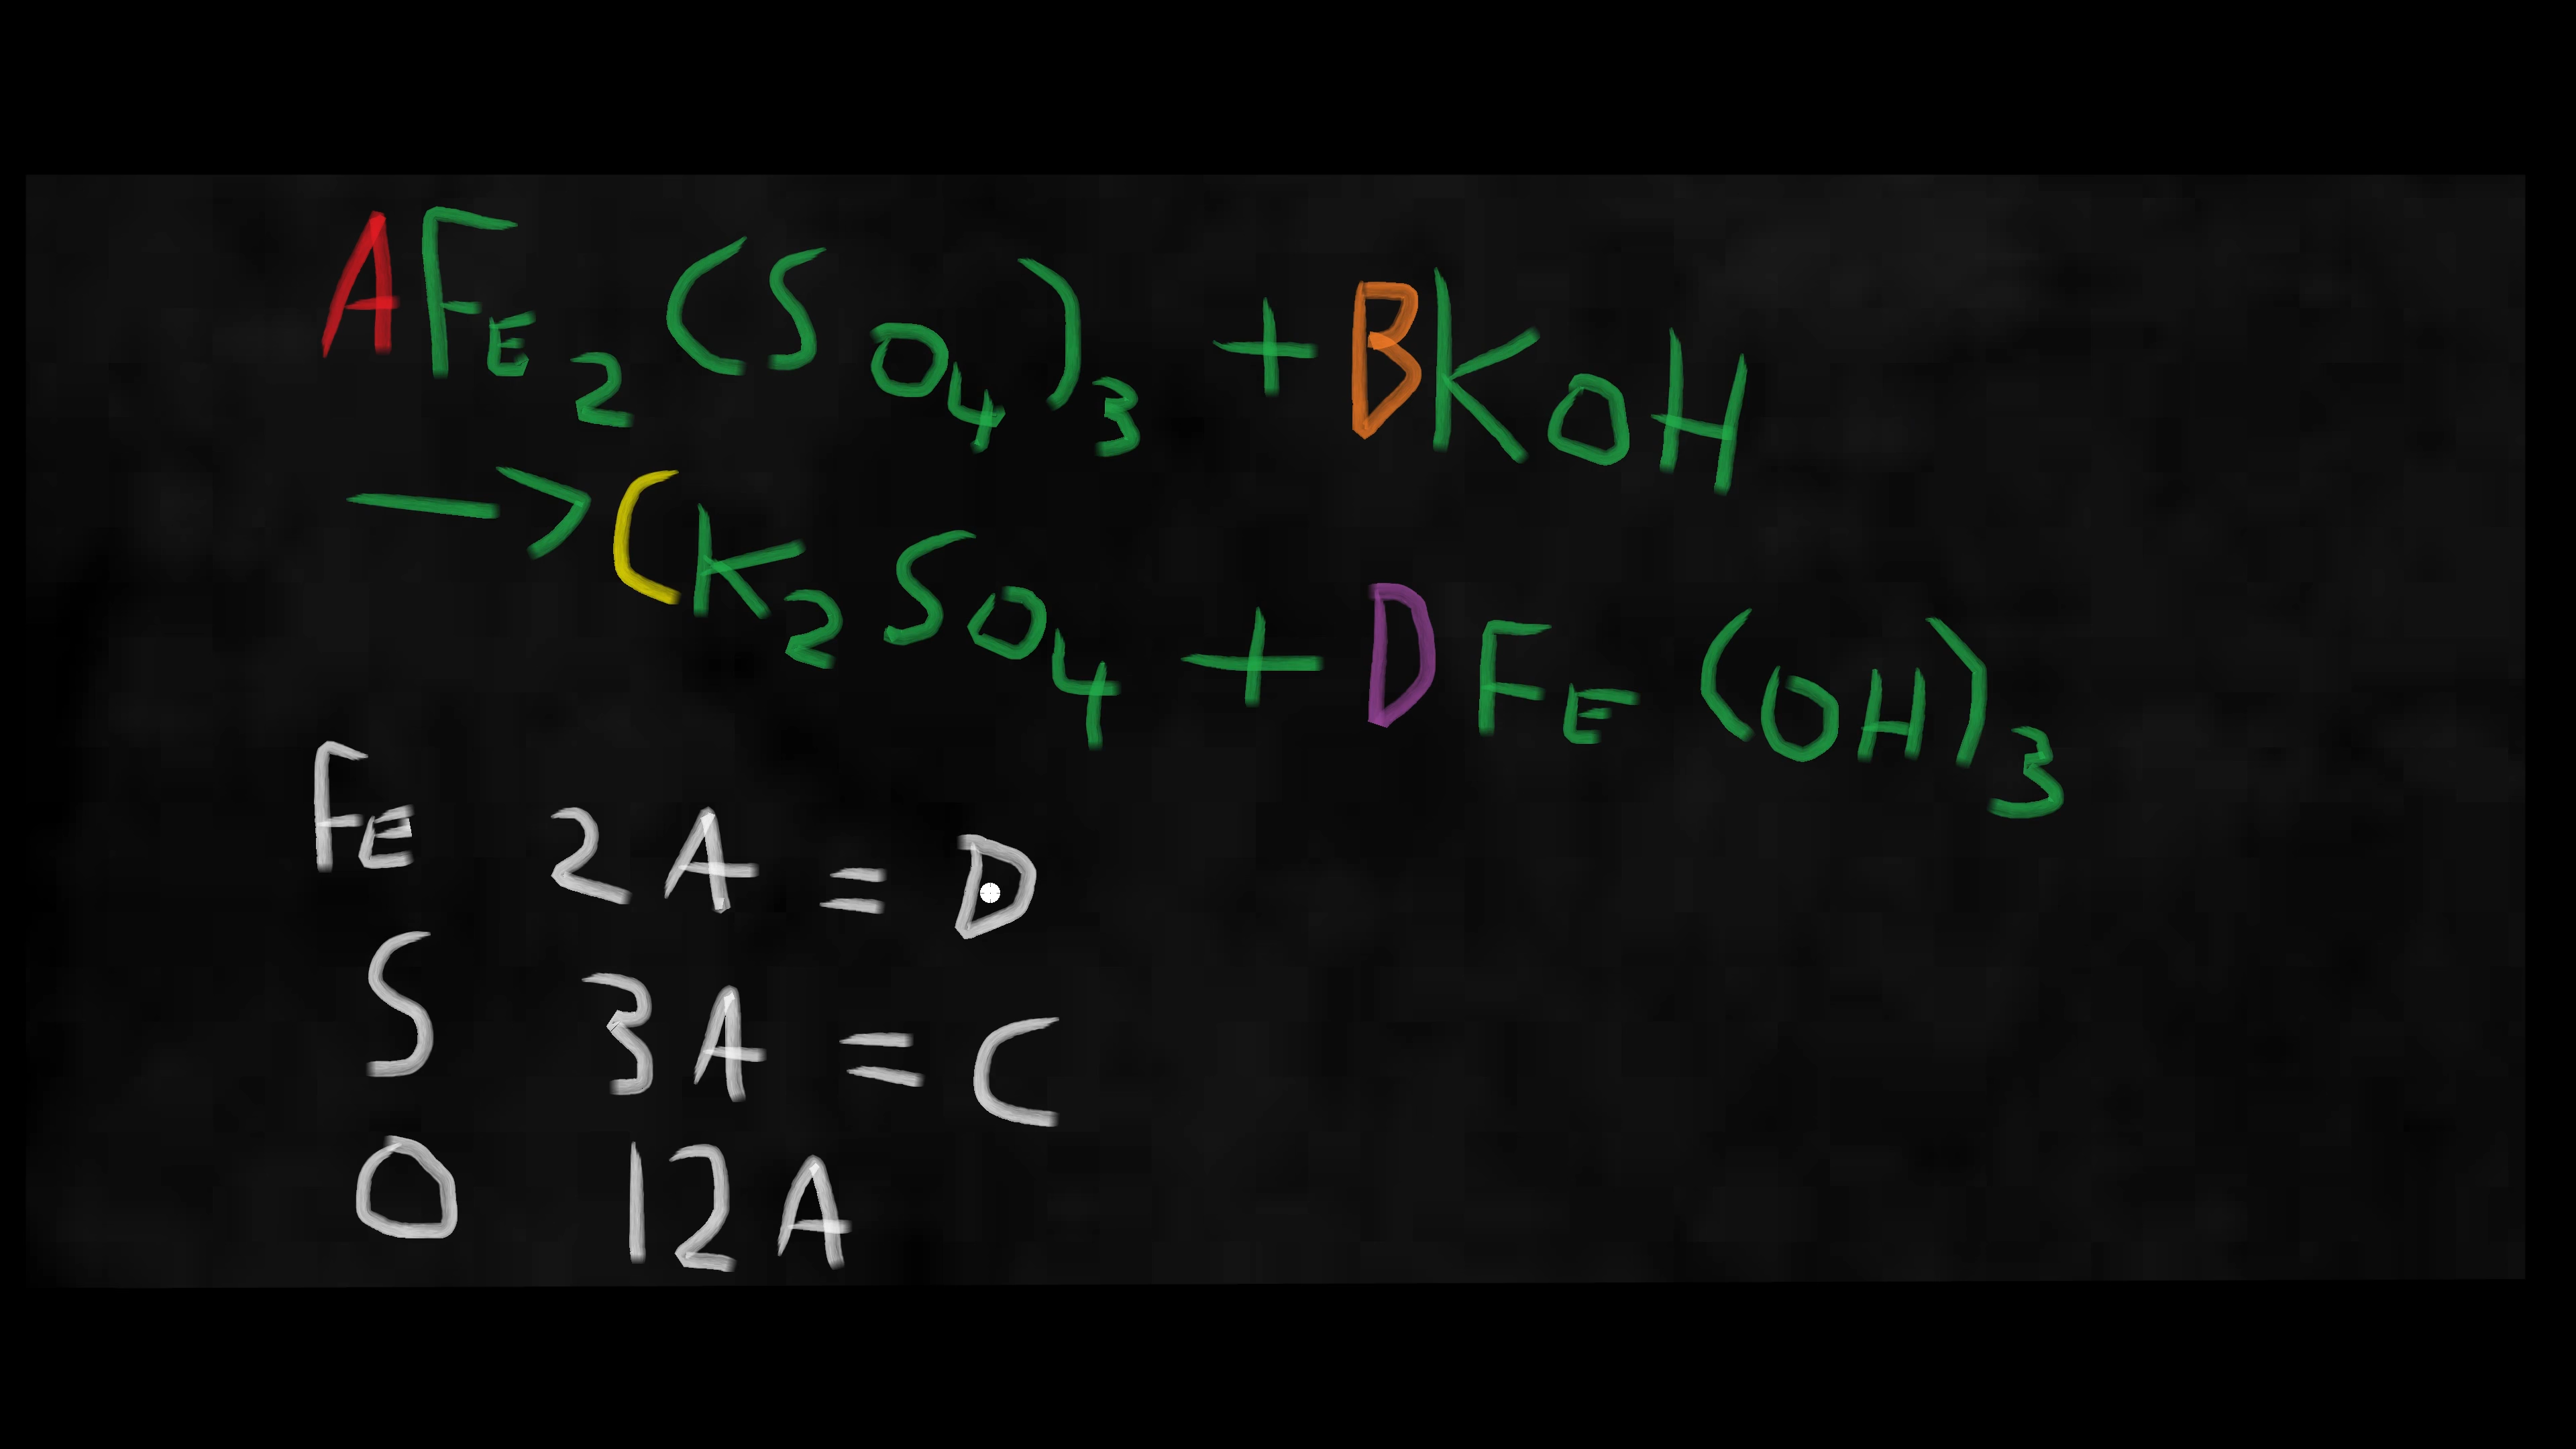 AFE₂(SO₄)₃ + BKOH
→ CK₂SO₄ + DFE(OH)₃
FE 2A = D
S 3A = C
O 12A